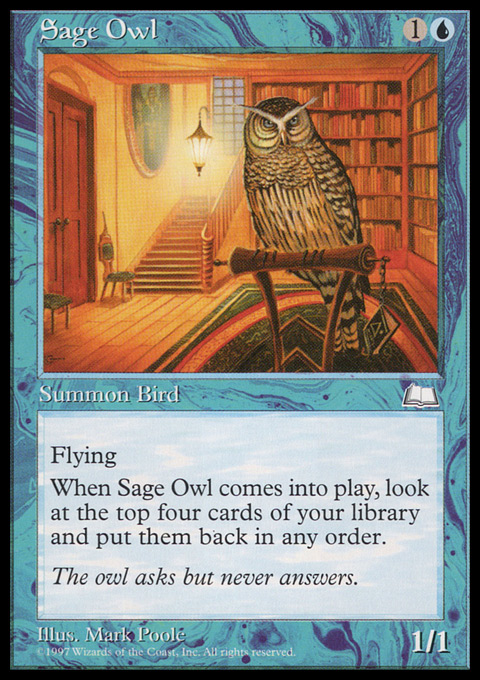 Sage Owl 1
Summon Bird
Flying
When Sage Owl comes into play, look
at the top four cards of your library
and put them back in any order.
The owl asks but never answers.
Illus. Mark Poole
©1997 Wizards of the Coast, Inc. All rights reserved.
1/1